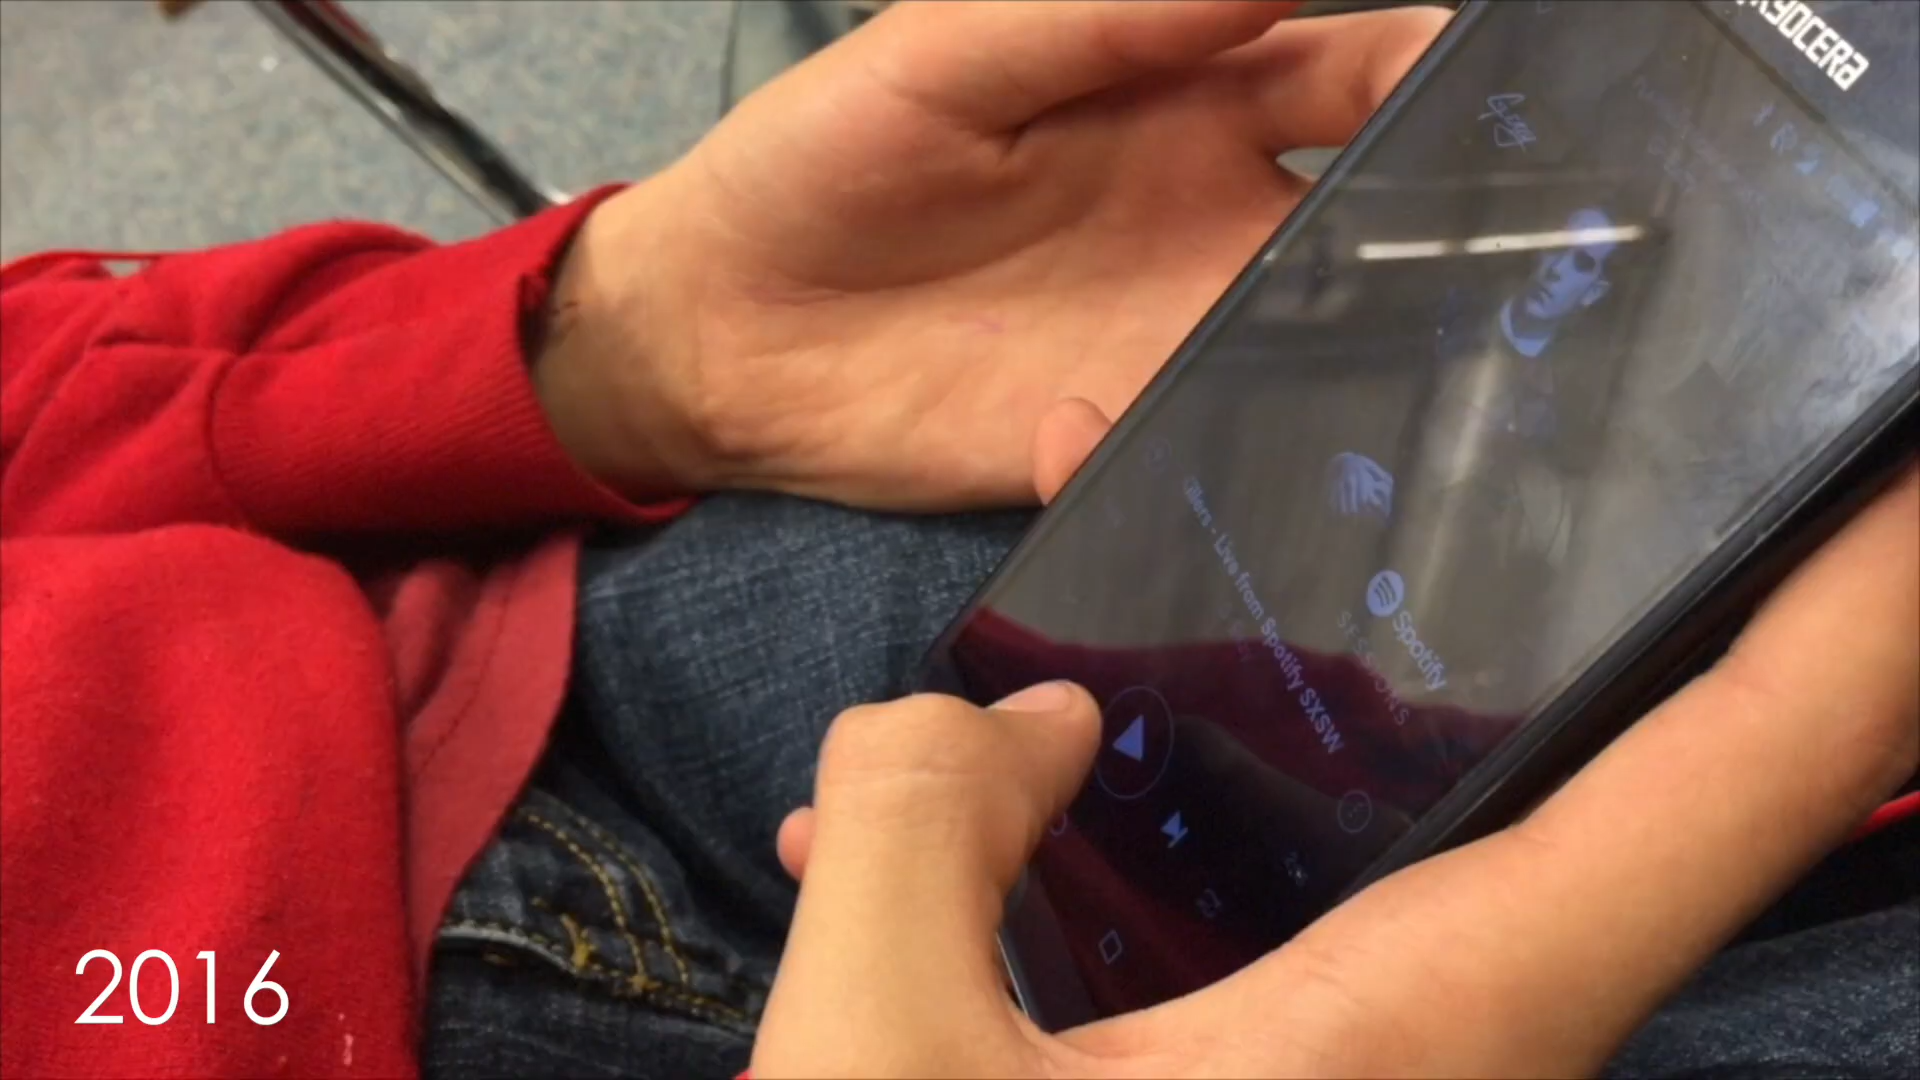 KYOCERA
Spotify
SESSIONS
Killers - Live from Spotify SXSW
2016